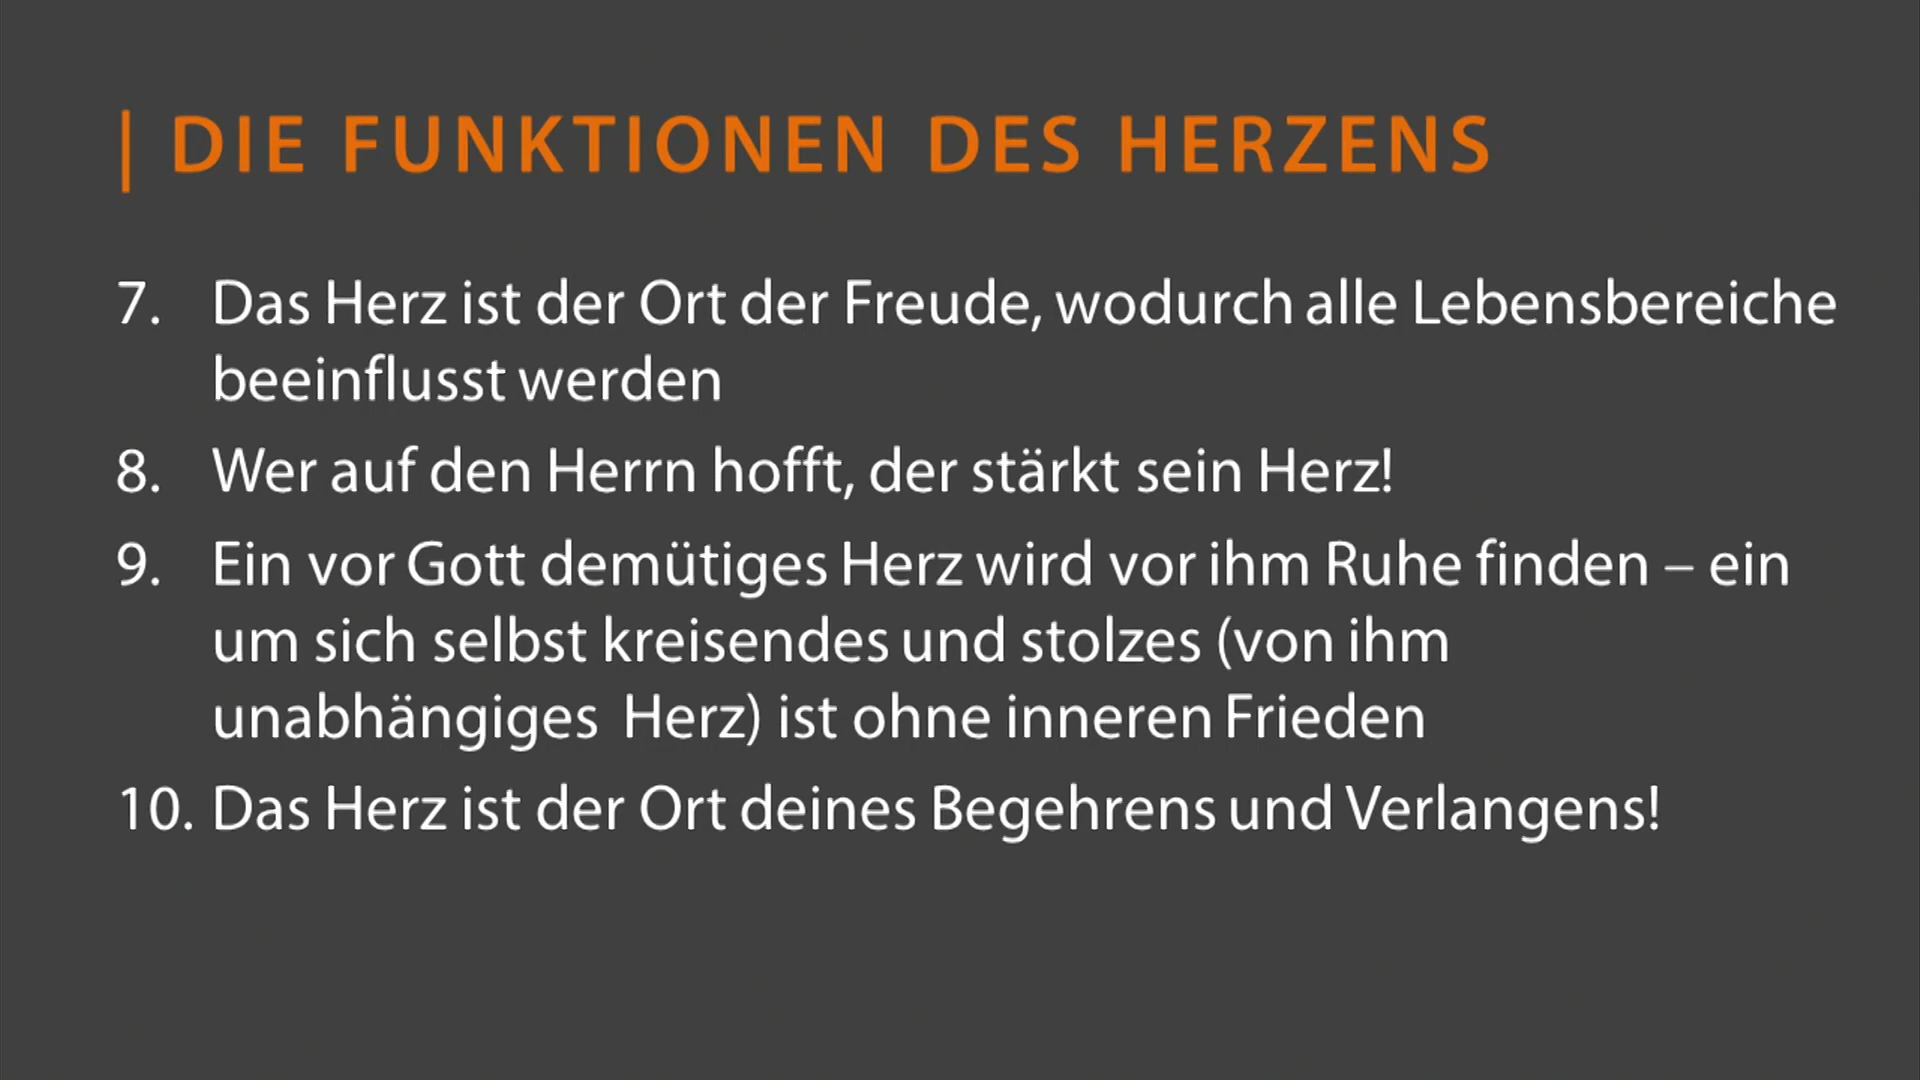 | DIE FUNKTIONEN DES HERZENS
7. Das Herz ist der Ort der Freude, wodurch alle Lebensbereiche
beeinflusst werden
8. Wer auf den Herrn hofft, der stärkt sein Herz!
9. Ein vor Gott demütiges Herz wird vor ihm Ruhe finden – ein
um sich selbst kreisendes und stolzes (von ihm
unabhängiges Herz) ist ohne inneren Frieden
10. Das Herz ist der Ort deines Begehrens und Verlangens!